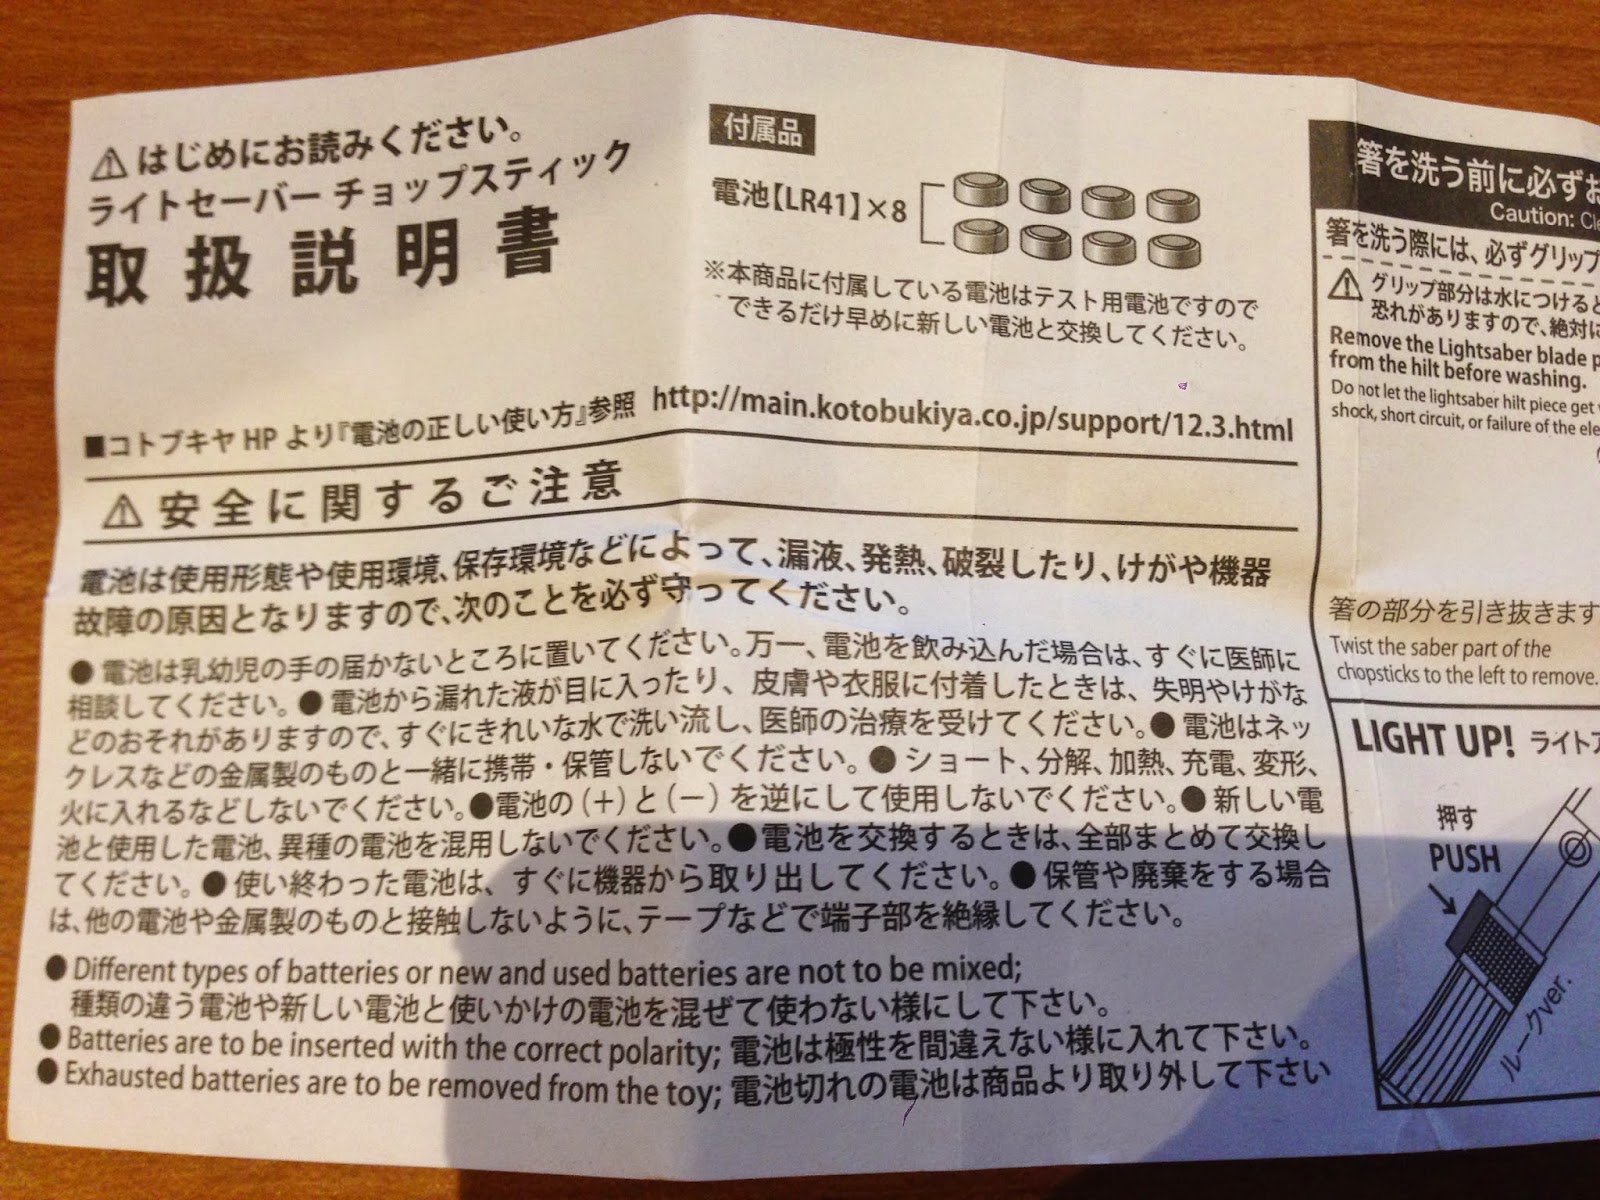 ⚠はじめにお読みください。
ライトセーバー チョップスティック
取扱説明書
付属品
電池【LR41】×8
※本商品に付属している電池はテスト用電池ですので
できるだけ早めに新しい電池と交換してください。
■コトブキヤ HP より『電池の正しい使い方』参照 http://main.kotobukiya.co.jp/support/12.3.html
⚠安全に関するご注意
電池は使用形態や使用環境、保存環境などによって、漏液、発熱、破裂したり、けがや機器
故障の原因となりますので、次のことを必ず守ってください。
● 電池は乳幼児の手の届かないところに置いてください。万一、電池を飲み込んだ場合は、すぐに医師に
相談してください。● 電池から漏れた液が目に入ったり、皮膚や衣服に付着したときは、失明やけがな
どのおそれがありますので、すぐにきれいな水で洗い流し、医師の治療を受けてください。● 電池はネッ
クレスなどの金属製のものと一緒に携帯・保管しないでください。● ショート、分解、加熱、充電、変形、
火に入れるなどしないでください。●電池の（＋）と（－）を逆にして使用しないでください。● 新しい電
池と使用した電池、異種の電池を混用しないでください。●電池を交換するときは、全部まとめて交換し
てください。● 使い終わった電池は、すぐに機器から取り出してください。● 保管や廃棄をする場合
は、他の電池や金属製のものと接触しないように、テープなどで端子部を絶縁してください。
● Different types of batteries or new and used batteries are not to be mixed;
種類の違う電池や新しい電池と使いかけの電池を混ぜて使わない様にして下さい。
● Batteries are to be inserted with the correct polarity; 電池は極性を間違えない様に入れて下さい。
● Exhausted batteries are to be removed from the toy; 電池切れの電池は商品より取り外して下さい
箸を洗う前に必ずお
Caution:
箸を洗う際には、必ずグリップ
⚠ グリップ部分は水につけると
恐れがありますので、絶対に
Remove the Lightsaber blade
from the hilt before washing.
Do not let the lightsaber hilt piece get
shock, short circuit, or failure of the
箸の部分を引き抜きます
Twist the saber part of the
chopsticks to the left to remove.
LIGHT UP! ライト
押す
PUSH
ルークver.